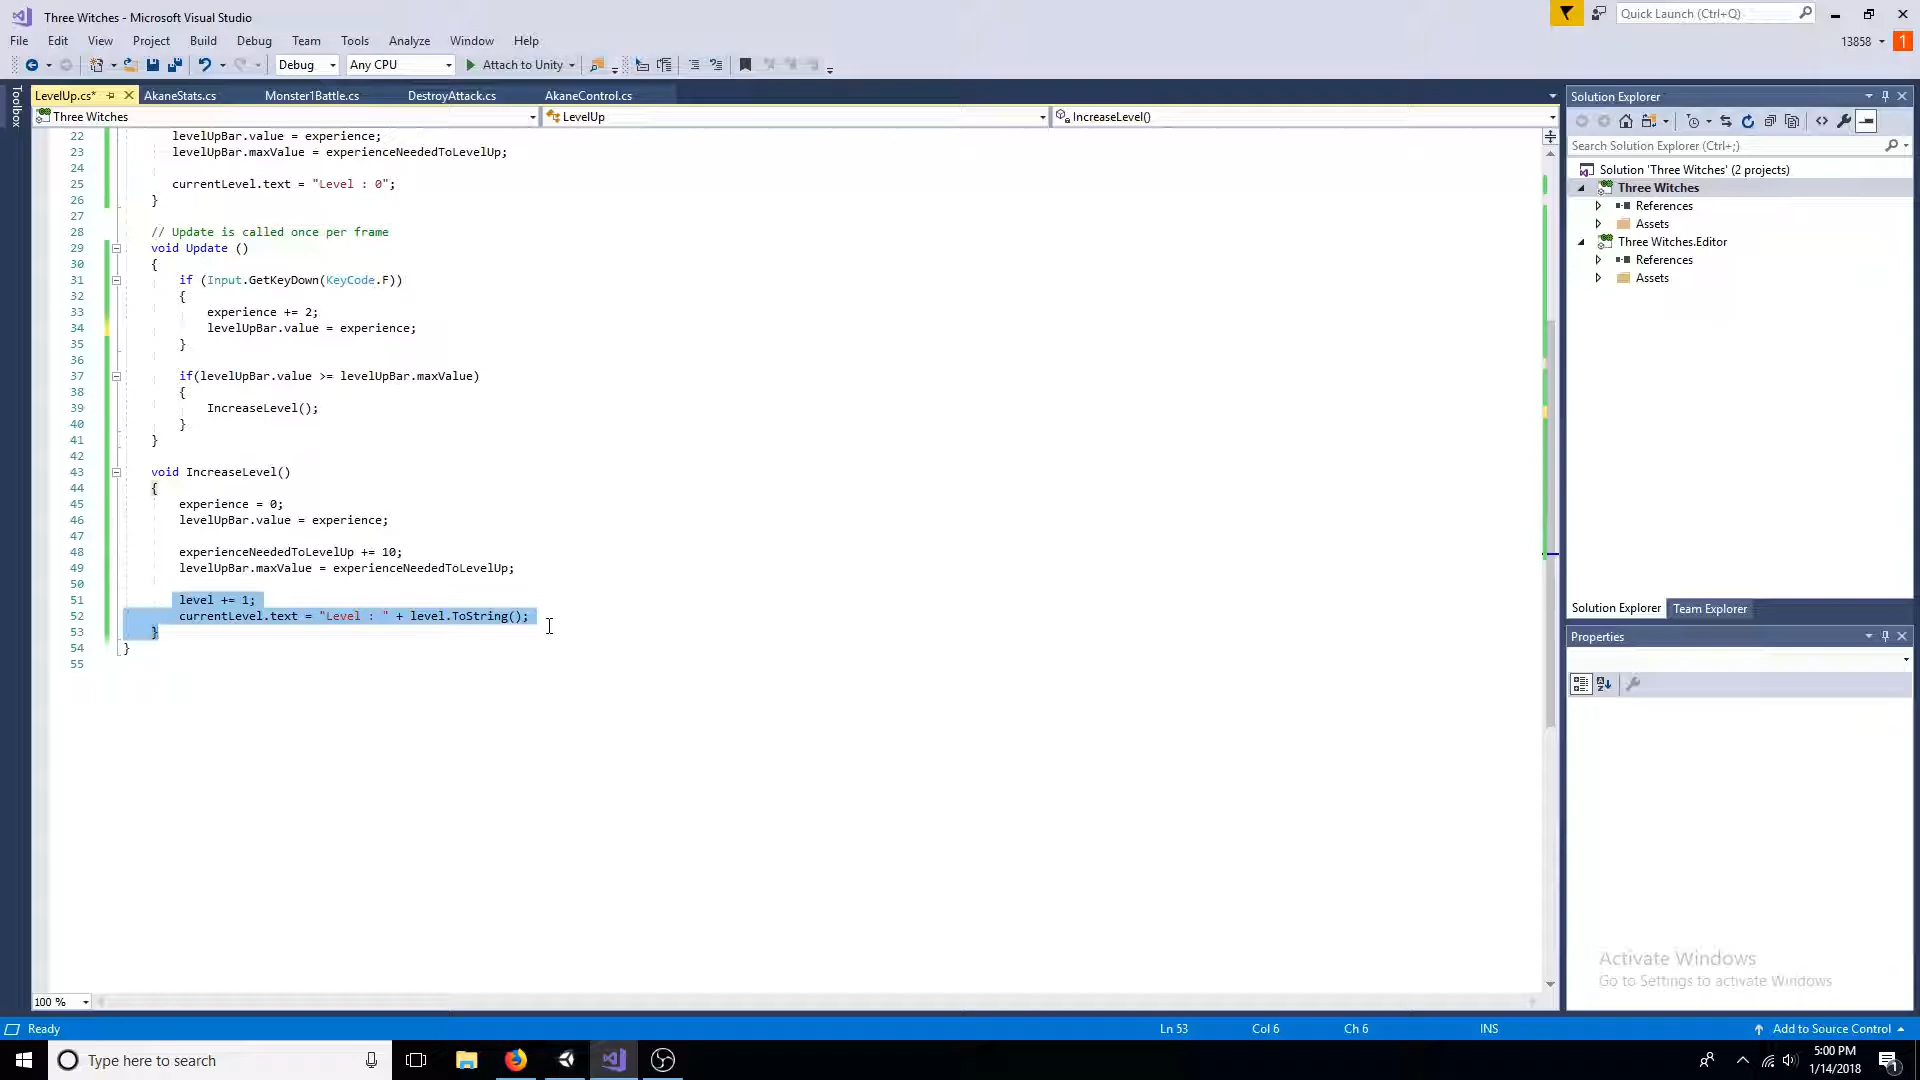 Three Witches - Microsoft Visual Studio
Quick Launch (Ctrl+Q)
File Edit View Project Build Debug Team Tools Analyze Window Help
13858 1
Debug Any CPU Attach to Unity
Toolbox
LevelUp.cs* AkaneStats.cs Monster1Battle.cs DestroyAttack.cs AkaneControl.cs
Three Witches LevelUp IncreaseLevel()
22 levelUpBar.value = experience;
23 levelUpBar.maxValue = experienceNeededToLevelUp;
24
25 currentLevel.text = "Level : 0";
26 }
27
28 // Update is called once per frame
29 void Update ()
30 {
31 if (Input.GetKeyDown(KeyCode.F))
32 {
33 experience += 2;
34 levelUpBar.value = experience;
35 }
36
37 if(levelUpBar.value >= levelUpBar.maxValue)
38 {
39 IncreaseLevel();
40 }
41 }
42
43 void IncreaseLevel()
44 {
45 experience = 0;
46 levelUpBar.value = experience;
47
48 experienceNeededToLevelUp += 10;
49 levelUpBar.maxValue = experienceNeededToLevelUp;
50
51 level += 1;
52 currentLevel.text = "Level : " + level.ToString();
53 }
54 }
55
100 %
Solution Explorer
Search Solution Explorer (Ctrl+;)
Solution 'Three Witches' (2 projects)
Three Witches
References
Assets
Three Witches.Editor
References
Assets
Solution Explorer Team Explorer
Properties
Activate Windows
Go to Settings to activate Windows
Ready Ln 53 Col 6 Ch 6 INS Add to Source Control
Type here to search
5:00 PM
1/14/2018
1